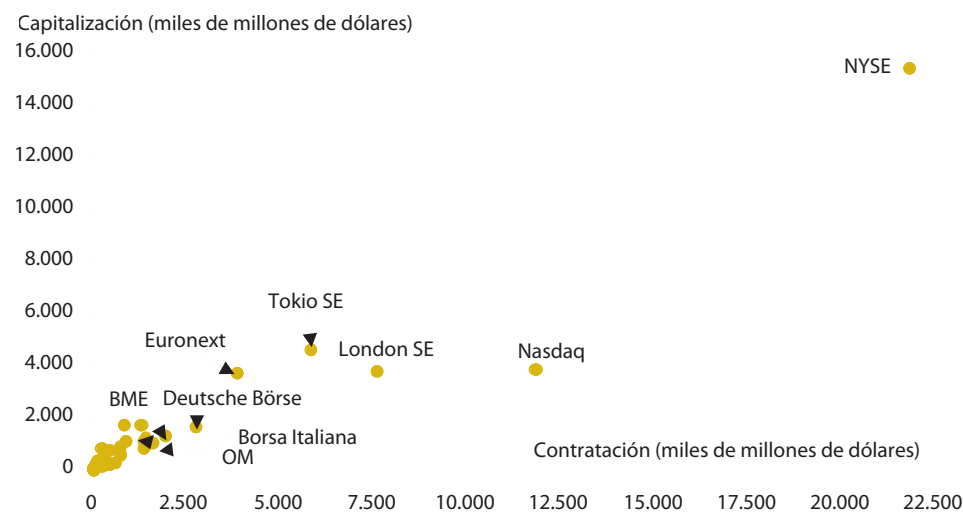 Capitalización (miles de millones de dólares)
16.000
NYSE
14.000
12.000
10.000
8.000
6.000
Tokio SE
Euronext
London SE
Nasdaq
4.000
BME
Deutsche Börse
2.000
Borsa Italiana
OM
Contratación (miles de millones de dólares)
0
0 2.500 5.000 7.500 10.000 12.500 15.000 17.500 20.000 22.500